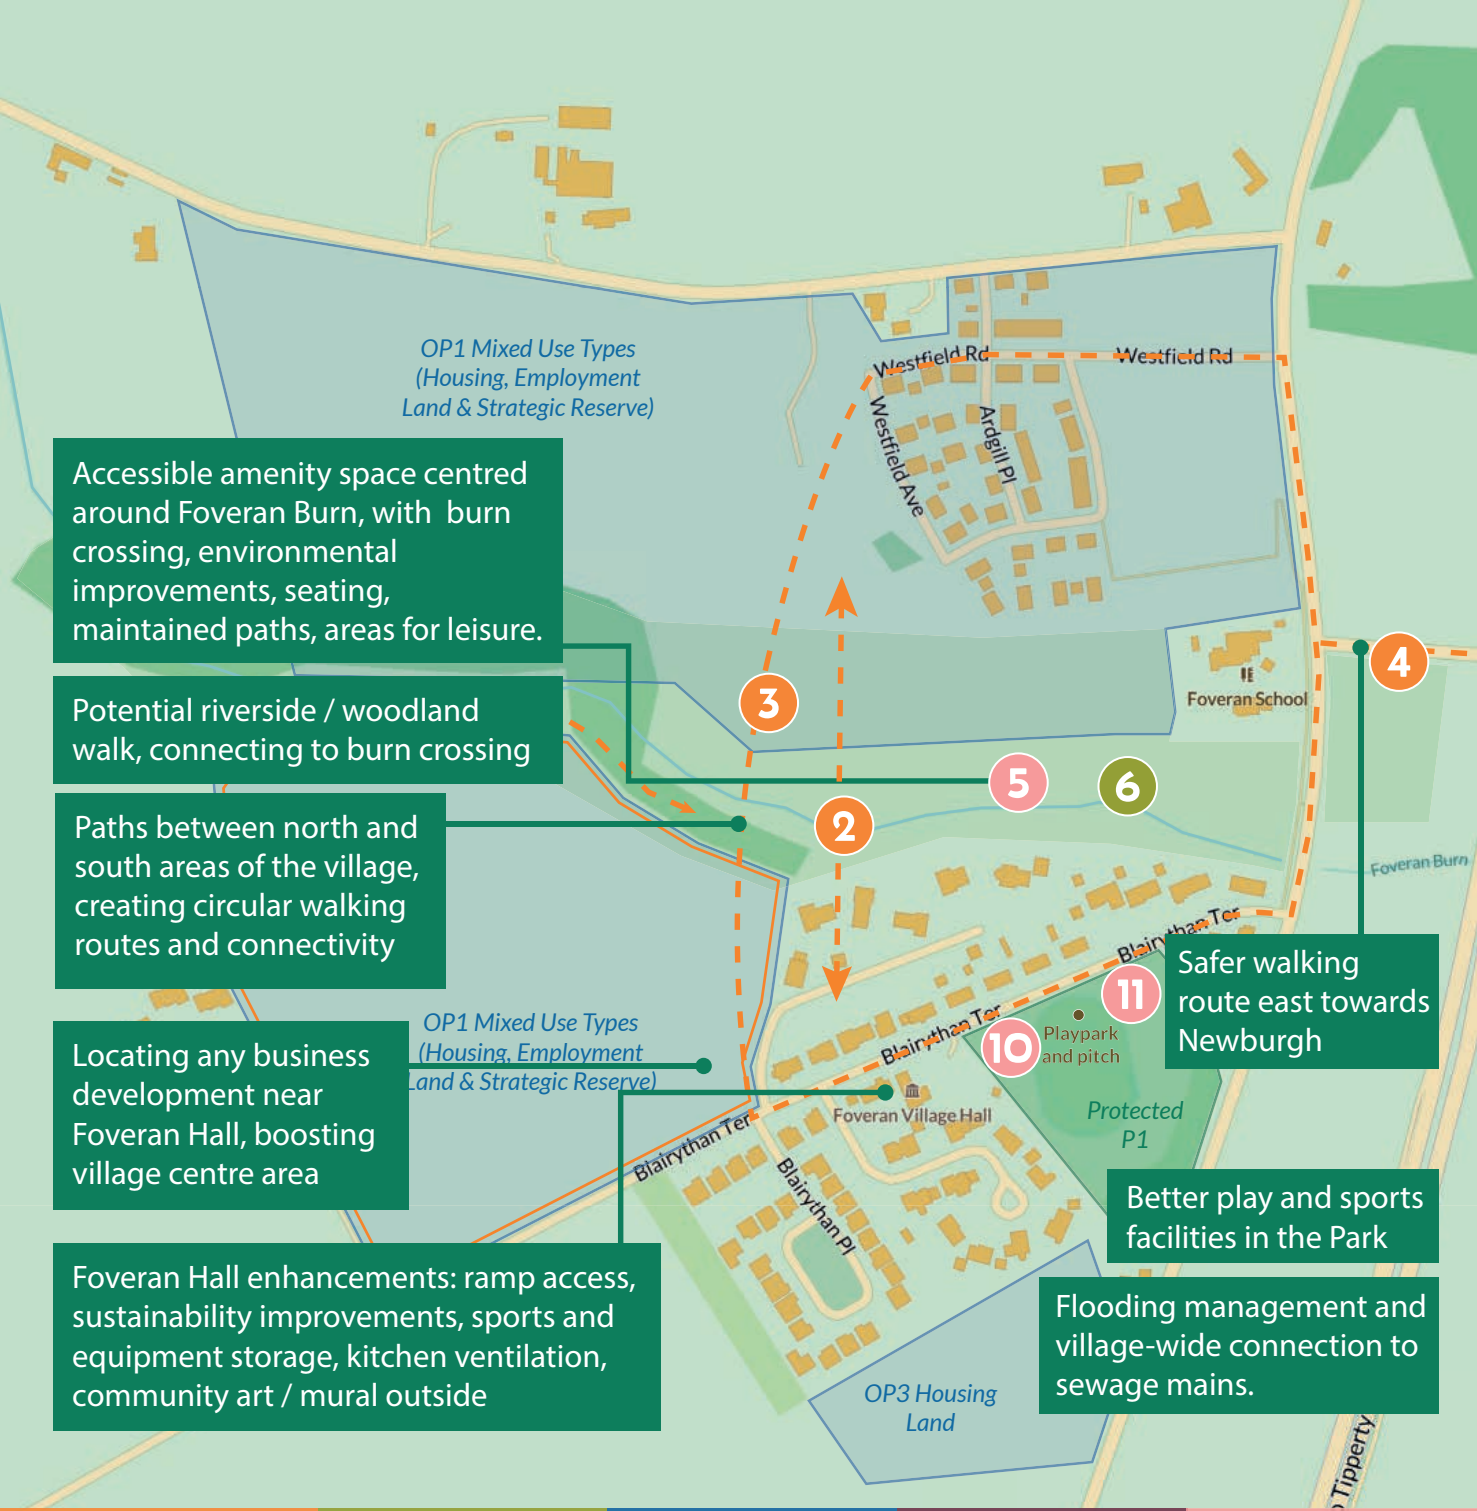 OP1 Mixed Use Types
(Housing, Employment
Land & Strategic Reserve)
Westfield Rd
Westfield Rd
Westfield Ave
Ardgill Pl
Accessible amenity space centred
around Foveran Burn, with burn
crossing, environmental
improvements, seating,
maintained paths, areas for leisure.
Foveran School
4
3
Potential riverside / woodland
walk, connecting to burn crossing
5
6
2
Paths between north and
south areas of the village,
creating circular walking
routes and connectivity
Foveran Burn
Blairythan Ter
Safer walking
route east towards
Newburgh
11
10
Playpark
and pitch
Blairythan Ter
OP1 Mixed Use Types
(Housing, Employment
Land & Strategic Reserve)
Locating any business
development near
Foveran Hall, boosting
village centre area
Foveran Village Hall
Protected
P1
Blairythan Ter
Blairythan Pl
Better play and sports
facilities in the Park
Foveran Hall enhancements: ramp access,
sustainability improvements, sports and
equipment storage, kitchen ventilation,
community art / mural outside
Flooding management and
village-wide connection to
sewage mains.
OP3 Housing
Land
Tipperty